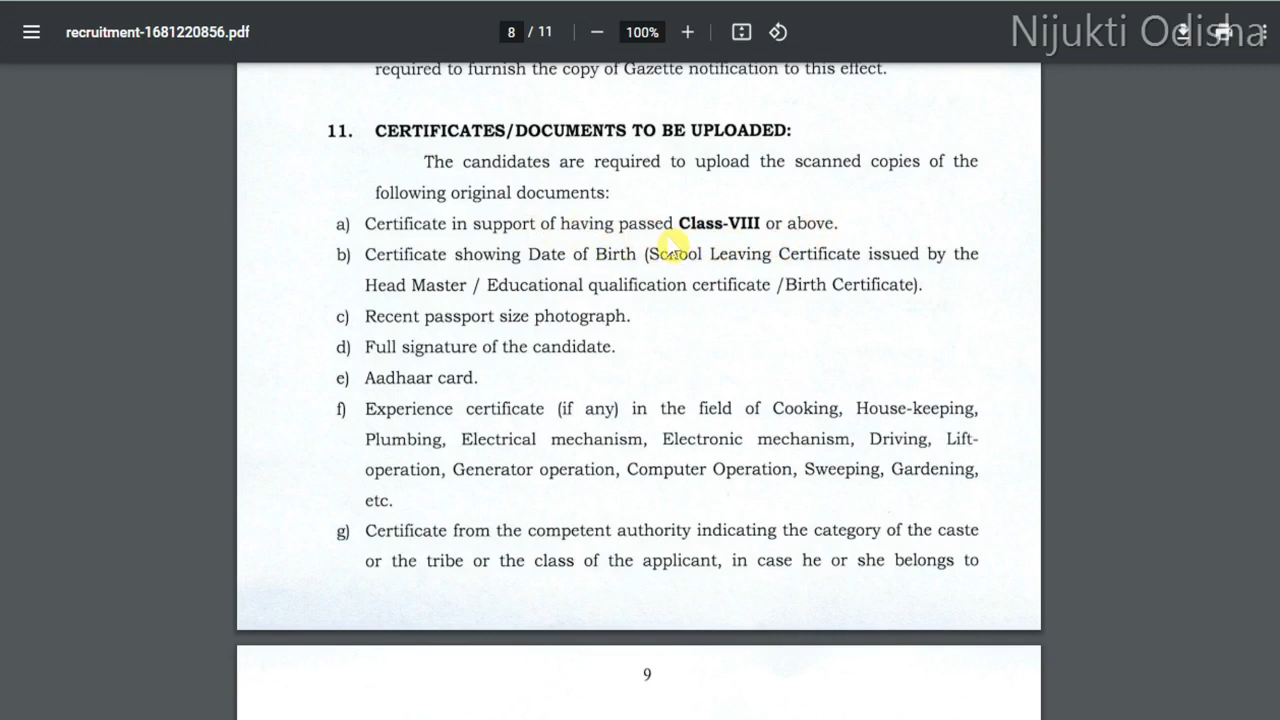 recruitment-1681220856.pdf
8 / 11
100%
Nijukti Odisha
required to furnish the copy of Gazette notification to this effect.
11. CERTIFICATES/DOCUMENTS TO BE UPLOADED:
The candidates are required to upload the scanned copies of the
following original documents:
a) Certificate in support of having passed Class-VIII or above.
b) Certificate showing Date of Birth (School Leaving Certificate issued by the
Head Master / Educational qualification certificate /Birth Certificate).
c) Recent passport size photograph.
d) Full signature of the candidate.
e) Aadhaar card.
f) Experience certificate (if any) in the field of Cooking, House-keeping,
Plumbing, Electrical mechanism, Electronic mechanism, Driving, Lift-
operation, Generator operation, Computer Operation, Sweeping, Gardening,
etc.
g) Certificate from the competent authority indicating the category of the caste
or the tribe or the class of the applicant, in case he or she belongs to
9